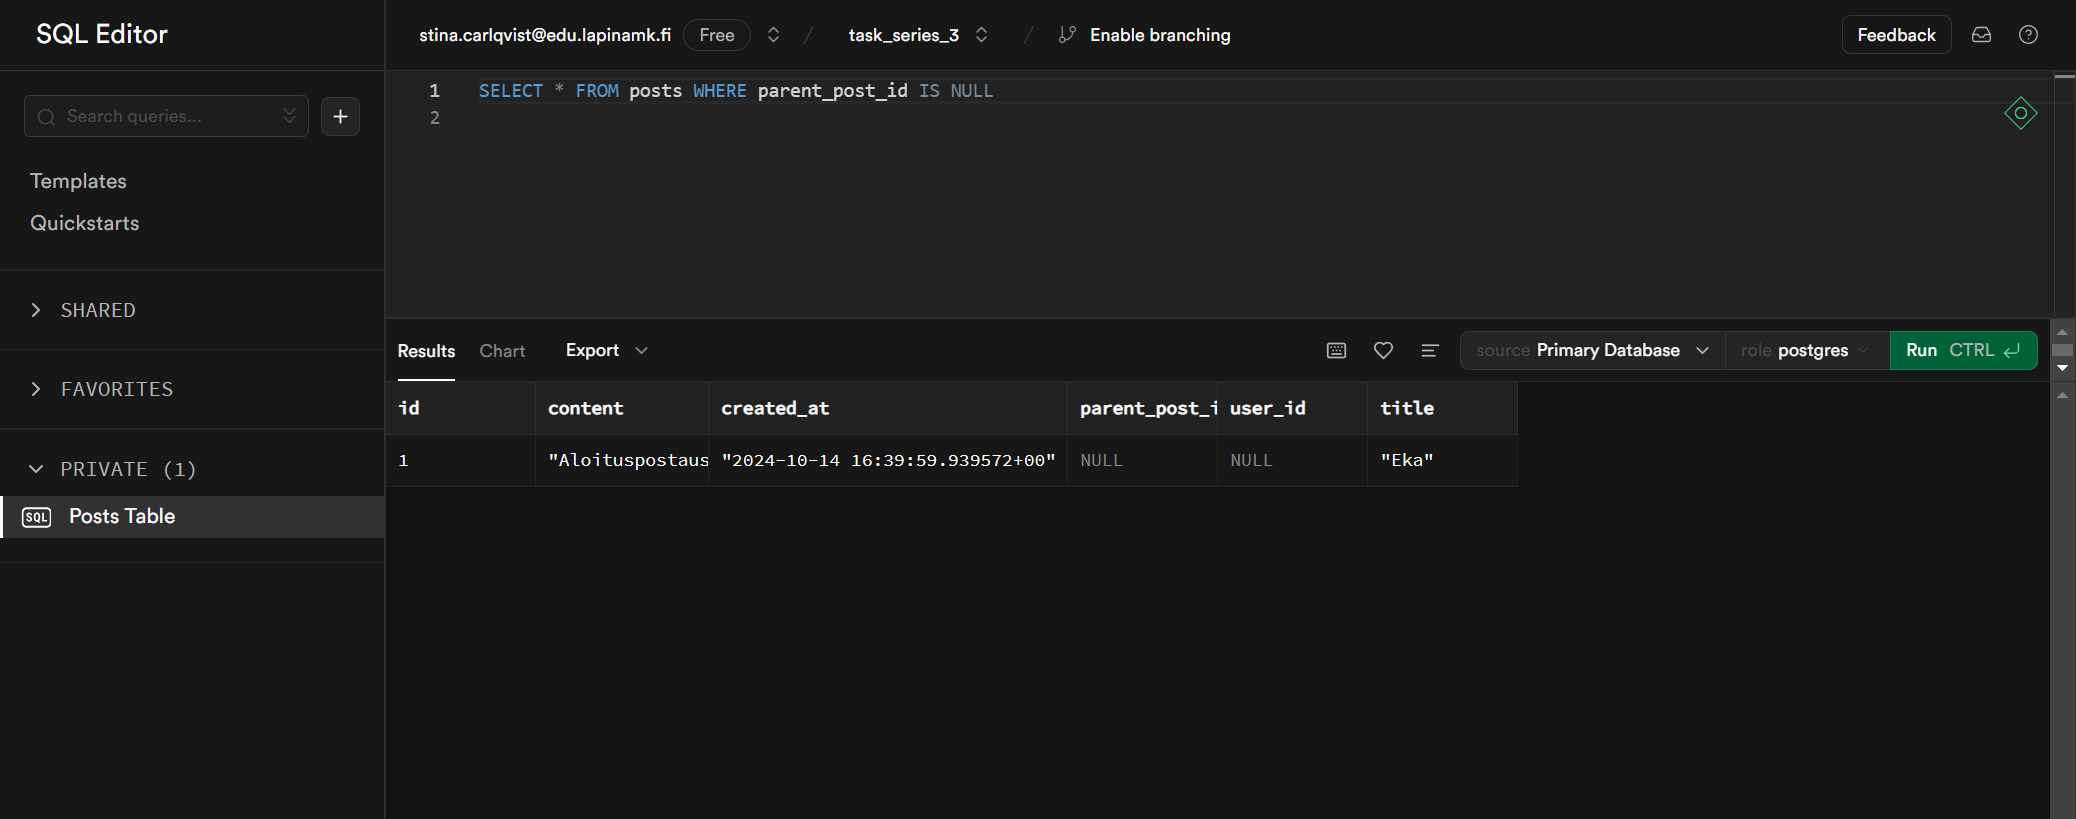 SQL Editor
stina.carlqvist@edu.lapinamk.fi Free / task_series_3 / Enable branching Feedback
Search queries...
Templates
Quickstarts
SHARED
FAVORITES
PRIVATE (1)
SQL Posts Table
1 SELECT * FROM posts WHERE parent_post_id IS NULL
2
Results Chart Export source Primary Database role postgres Run CTRL
id content created_at parent_post_i user_id title
1 "Aloituspostaus "2024-10-14 16:39:59.939572+00" NULL NULL "Eka"